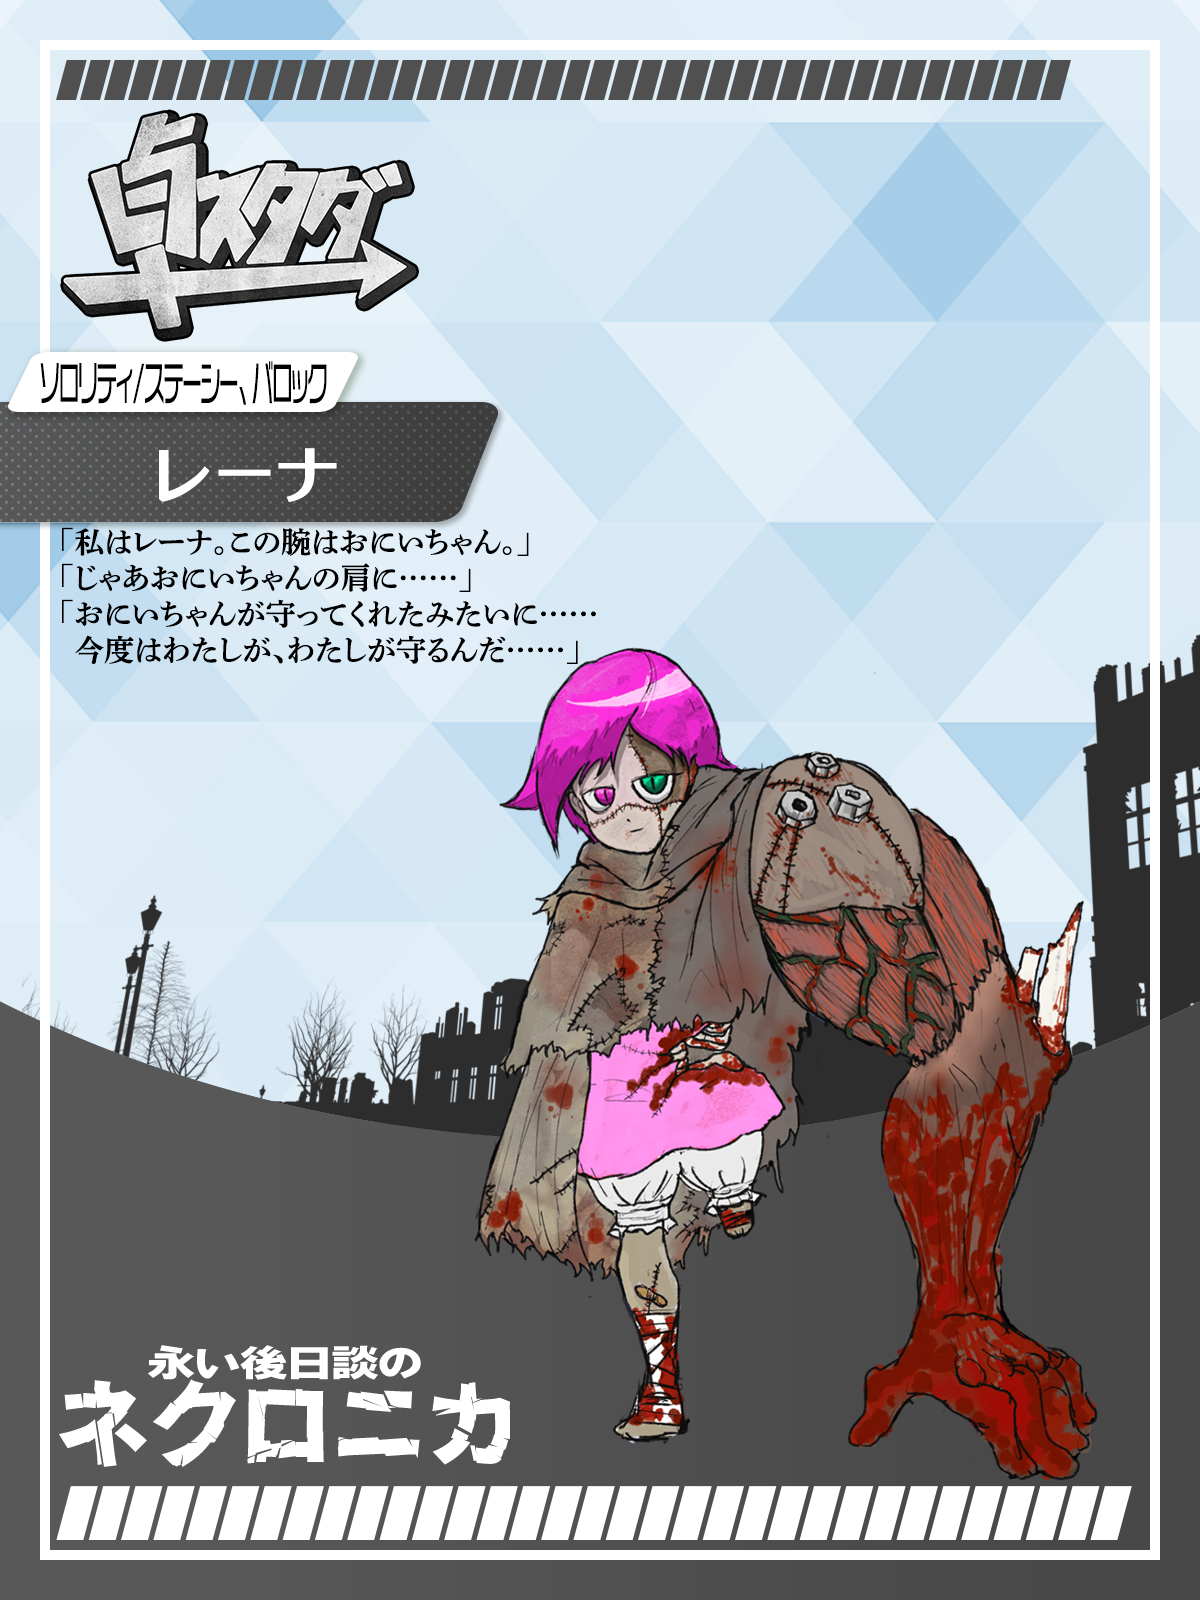 卓スタダ
ソロリティ/ステーシー、バロック
レーナ
「私はレーナ。この腕はおにいちゃん。」
「じゃあおにいちゃんの肩に……」
「おにいちゃんが守ってくれたみたいに……
今度はわたしが、わたしが守るんだ……」
永い後日談の
ネクロニカ